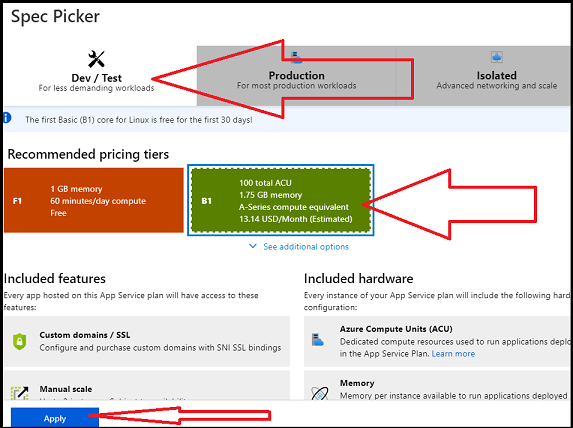 Spec Picker
Dev / Test
For less demanding workloads
Production
For most production workloads
Isolated
Advanced networking and scale
The first Basic (B1) core for Linux is free for the first 30 days!
Recommended pricing tiers
F1
1 GB memory
60 minutes/day compute
Free
B1
100 total ACU
1.75 GB memory
A-Series compute equivalent
13.14 USD/Month (Estimated)
See additional options
Included features
Every app hosted on this App Service plan will have access to these
features:
Custom domains / SSL
Configure and purchase custom domains with SNI SSL bindings
Manual scale
Included hardware
Every instance of your App Service plan will include the following hard
configuration:
Azure Compute Units (ACU)
Dedicated compute resources used to run applications deplo
in the App Service Plan. Learn more
Memory
Memory per instance available to run applications deployed
Apply